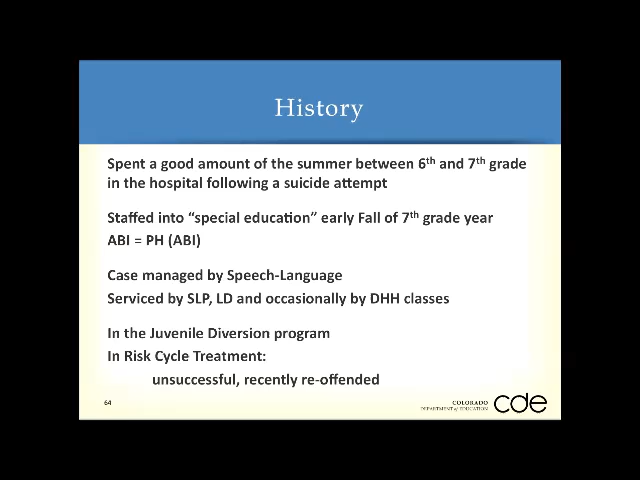 History
Spent a good amount of the summer between 6th and 7th grade
in the hospital following a suicide attempt
Staffed into “special education” early Fall of 7th grade year
ABI = PH (ABI)
Case managed by Speech-Language
Serviced by SLP, LD and occasionally by DHH classes
In the Juvenile Diversion program
In Risk Cycle Treatment:
unsuccessful, recently re-offended
64
COLORADO
DEPARTMENT of EDUCATION
cde